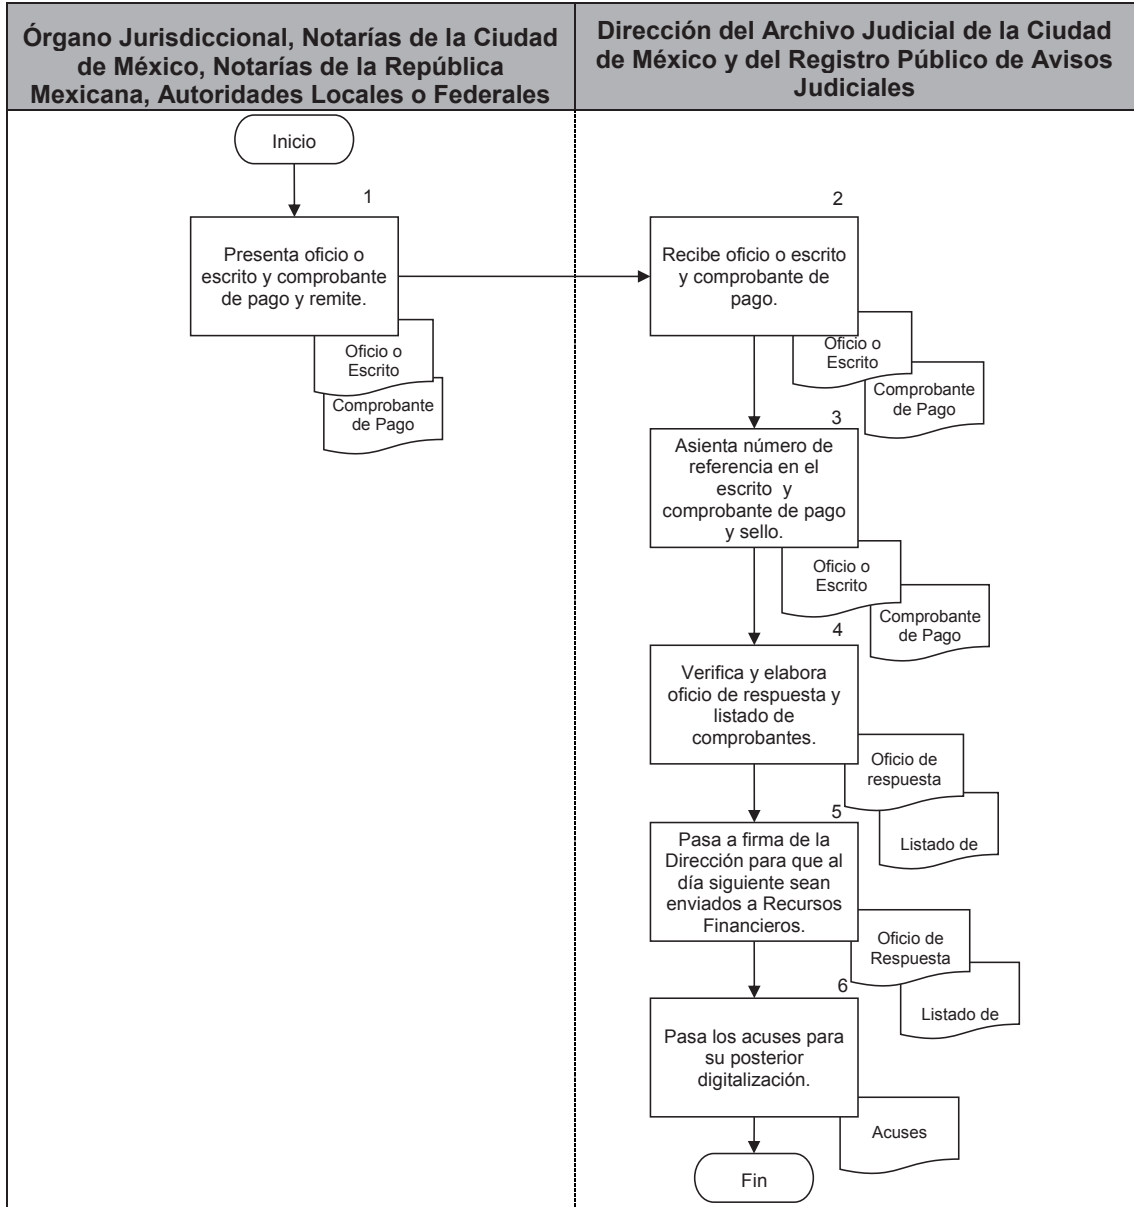 Órgano Jurisdiccional, Notarías de la Ciudad
de México, Notarías de la República
Mexicana, Autoridades Locales o Federales
Dirección del Archivo Judicial de la Ciudad
de México y del Registro Público de Avisos
Judiciales
Inicio
1
Presenta oficio o
escrito y comprobante
de pago y remite.
Oficio o
Escrito
Comprobante
de Pago
2
Recibe oficio o escrito
y comprobante de
pago.
Oficio o
Escrito
Comprobante
de Pago
3
Asienta número de
referencia en el
escrito y
comprobante de pago
y sello.
Oficio o
Escrito
Comprobante
de Pago
4
Verifica y elabora
oficio de respuesta y
listado de
comprobantes.
Oficio de
respuesta
Listado de
5
Pasa a firma de la
Dirección para que al
día siguiente sean
enviados a Recursos
Financieros.
Oficio de
Respuesta
Listado de
6
Pasa los acuses para
su posterior
digitalización.
Acuses
Fin